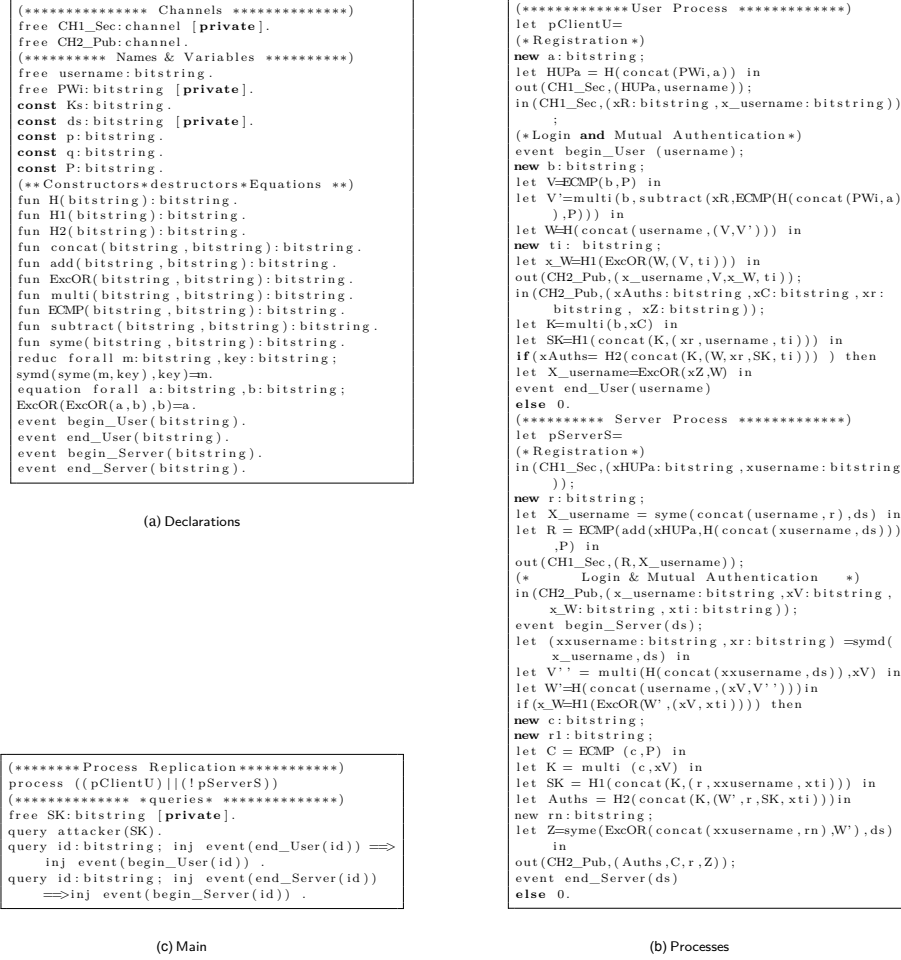 (*************** Channels **************)
free CH1_Sec:channel [private].
free CH2_Pub:channel.
(********** Names & Variables **********)
free username:bitstring.
free PWi:bitstring [private].
const Ks:bitstring.
const ds:bitstring [private].
const p:bitstring.
const q:bitstring.
const P:bitstring.
(**Constructors*destructors*Equations **)
fun H(bitstring):bitstring.
fun H1(bitstring):bitstring.
fun H2(bitstring):bitstring.
fun concat(bitstring,bitstring):bitstring.
fun add(bitstring,bitstring):bitstring.
fun ExcOR(bitstring,bitstring):bitstring.
fun multi(bitstring,bitstring):bitstring.
fun ECMP(bitstring,bitstring):bitstring.
fun subtract(bitstring,bitstring):bitstring.
fun syme(bitstring,bitstring):bitstring.
reduc forall m:bitstring,key:bitstring;
symd(syme(m,key),key)=m.
equation forall a:bitstring,b:bitstring;
ExcOR(ExcOR(a,b),b)=a.
event begin_User(bitstring).
event end_User(bitstring).
event begin_Server(bitstring).
event end_Server(bitstring).
(a) Declarations
(********Process Replication************)
process ((pClientU)||(!pServerS))
(************** *queries* **************)
free SK:bitstring [private].
query attacker(SK).
query id:bitstring; inj event(end_User(id)) ==>
inj event(begin_User(id)) .
query id:bitstring; inj event(end_Server(id))
==>inj event(begin_Server(id)) .
(c) Main
(*************User Process *************)
let pClientU=
(*Registration*)
new a:bitstring;
let HUPa = H(concat(PWi,a)) in
out(CH1_Sec,(HUPa,username));
in(CH1_Sec,(xR:bitstring,x_username:bitstring))
;
(*Login and Mutual Authentication*)
event begin_User (username);
new b:bitstring;
let V=ECMP(b,P) in
let V'=multi(b,subtract(xR,ECMP(H(concat(PWi,a)
),P))) in
let W=H(concat(username,(V,V'))) in
new ti: bitstring;
let x_W=H1(ExcOR(W,(V,ti))) in
out(CH2_Pub,(x_username,V,x_W,ti));
in(CH2_Pub,(xAuths:bitstring,xC:bitstring,xr:
bitstring, xZ:bitstring));
let K=multi(b,xC) in
let SK=H1(concat(K,(xr,username,ti))) in
if(xAuths= H2(concat(K,(W,xr,SK,ti))) ) then
let X_username=ExcOR(xZ,W) in
event end_User(username)
else 0.
(********** Server Process *************)
let pServerS=
(*Registration*)
in(CH1_Sec,(xHUPa:bitstring,xusername:bitstring
));
new r:bitstring;
let X_username = syme(concat(username,r),ds) in
let R = ECMP(add(xHUPa,H(concat(xusername,ds)))
,P) in
out(CH1_Sec,(R,X_username));
(* Login & Mutual Authentication *)
in(CH2_Pub,(x_username:bitstring,xV:bitstring,
x_W:bitstring,xti:bitstring));
event begin_Server(ds);
let (xxusername:bitstring,xr:bitstring) =symd(
x_username,ds) in
let V'' = multi(H(concat(xxusername,ds)),xV) in
let W'=H(concat(username,(xV,V'')))in
if(x_W=H1(ExcOR(W',(xV,xti)))) then
new c:bitstring;
new r1:bitstring;
let C = ECMP (c,P) in
let K = multi (c,xV) in
let SK = H1(concat(K,(r,xxusername,xti))) in
let Auths = H2(concat(K,(W',r,SK,xti)))in
new rn:bitstring;
let Z=syme(ExcOR(concat(xxusername,rn),W'),ds)
in
out(CH2_Pub,(Auths,C,r,Z));
event end_Server(ds)
else 0.
(b) Processes